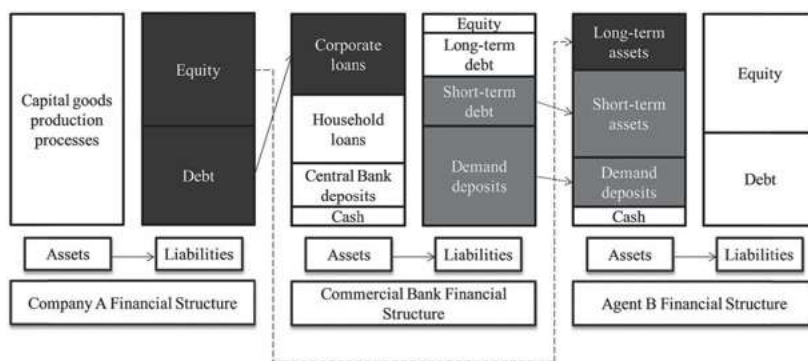 Capital goods
production
processes
Equity
Debt
Assets
Liabilities
Company A Financial Structure
Corporate
loans
Household
loans
Central Bank
deposits
Cash
Equity
Long-term
debt
Short-term
debt
Demand
deposits
Assets
Liabilities
Commercial Bank Financial
Structure
Long-term
assets
Short-term
assets
Demand
deposits
Cash
Equity
Debt
Assets
Liabilities
Agent B Financial Structure